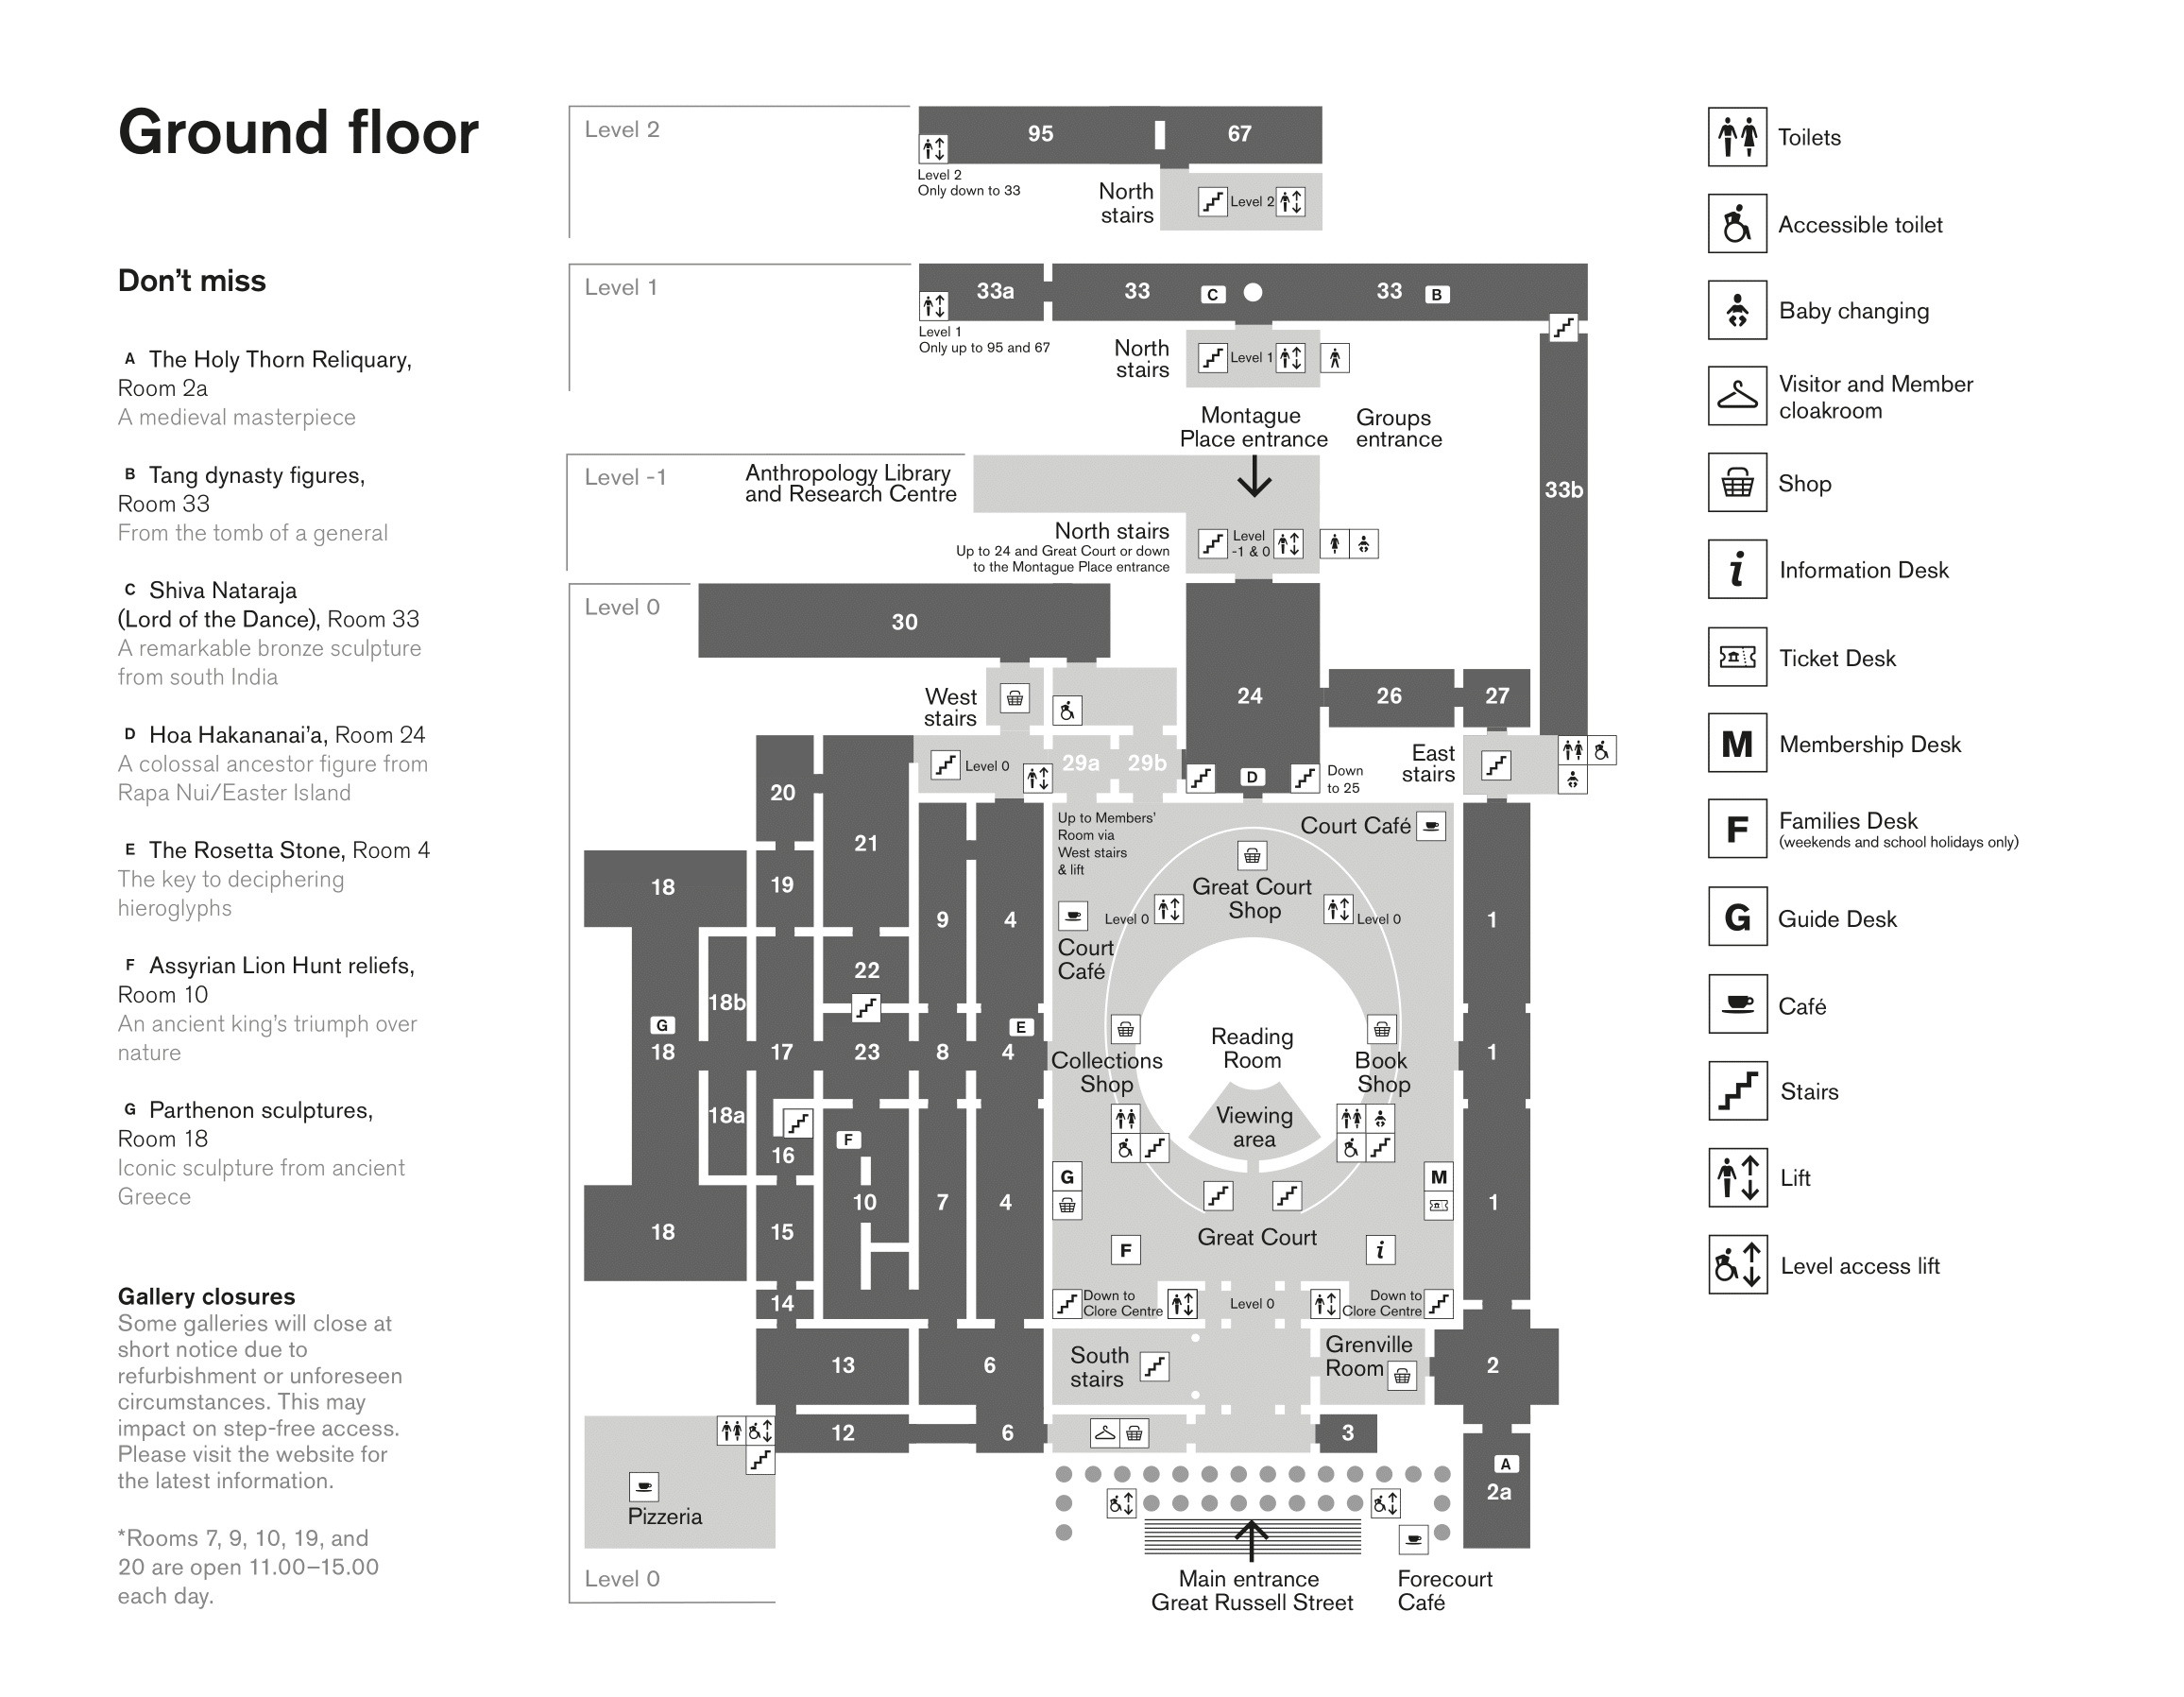 Ground floor
Don't miss
A The Holy Thorn Reliquary,
Room 2a
A medieval masterpiece
B Tang dynasty figures,
Room 33
From the tomb of a general
C Shiva Nataraja
(Lord of the Dance), Room 33
A remarkable bronze sculpture
from south India
D Hoa Hakananai'a, Room 24
A colossal ancestor figure from
Rapa Nui/Easter Island
E The Rosetta Stone, Room 4
The key to deciphering
hieroglyphs
F Assyrian Lion Hunt reliefs,
Room 10
An ancient king's triumph over
nature
G Parthenon sculptures,
Room 18
Iconic sculpture from ancient
Greece
Gallery closures
Some galleries will close at
short notice due to
refurbishment or unforeseen
circumstances. This may
impact on step-free access.
Please visit the website for
the latest information.
*Rooms 7, 9, 10, 19, and
20 are open 11.00–15.00
each day.
Level 2
95
67
Level 2
Only down to 33
North
stairs
Level 2
Level 1
33a
33
C
33
B
Level 1
Only up to 95 and 67
North
stairs
Level 1
Montague
Place entrance
Groups
entrance
33b
Level -1
Anthropology Library
and Research Centre
North stairs
Up to 24 and Great Court or down
to the Montague Place entrance
Level
-1 & 0
Level 0
30
24
26
27
West
stairs
Level 0
29a
29b
D
Down
to 25
East
stairs
20
21
Up to Members'
Room via
West stairs
& lift
Court Café
18
19
9
4
Great Court
Shop
Level 0
Level 0
1
Court
Café
22
18b
G
18
17
23
8
E
4
Collections
Shop
Reading
Room
Book
Shop
1
18a
16
F
10
7
4
Viewing
area
G
M
1
18
15
Great Court
F
i
14
Down to
Clore Centre
Level 0
Down to
Clore Centre
13
6
South
stairs
Grenville
Room
2
12
6
3
A
2a
Pizzeria
Level 0
Main entrance
Great Russell Street
Forecourt
Café
Toilets
Accessible toilet
Baby changing
Visitor and Member
cloakroom
Shop
i Information Desk
Ticket Desk
M Membership Desk
F Families Desk
(weekends and school holidays only)
G Guide Desk
Café
Stairs
Lift
Level access lift